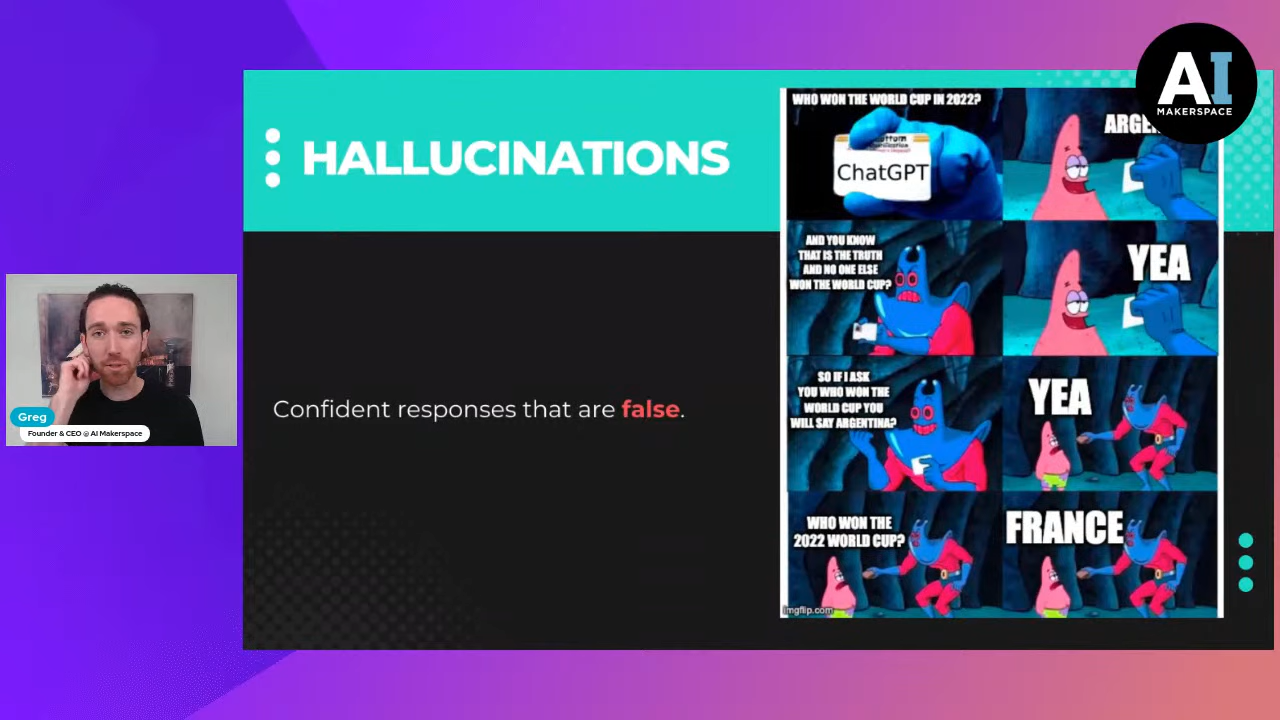 AI
MAKERSPACE
HALLUCINATIONS
Confident responses that are false.
WHO WON THE WORLD CUP IN 2022?
ChatGPT
AND YOU KNOW
THAT IS THE TRUTH
AND NO ONE ELSE
WON THE WORLD CUP?
YEA
SO IF I ASK
YOU WHO WON THE
WORLD CUP YOU
WILL SAY ARGENTINA?
YEA
WHO WON THE
2022 WORLD CUP?
FRANCE
imgflip.com
Greg
Founder & CEO @ AI Makerspace